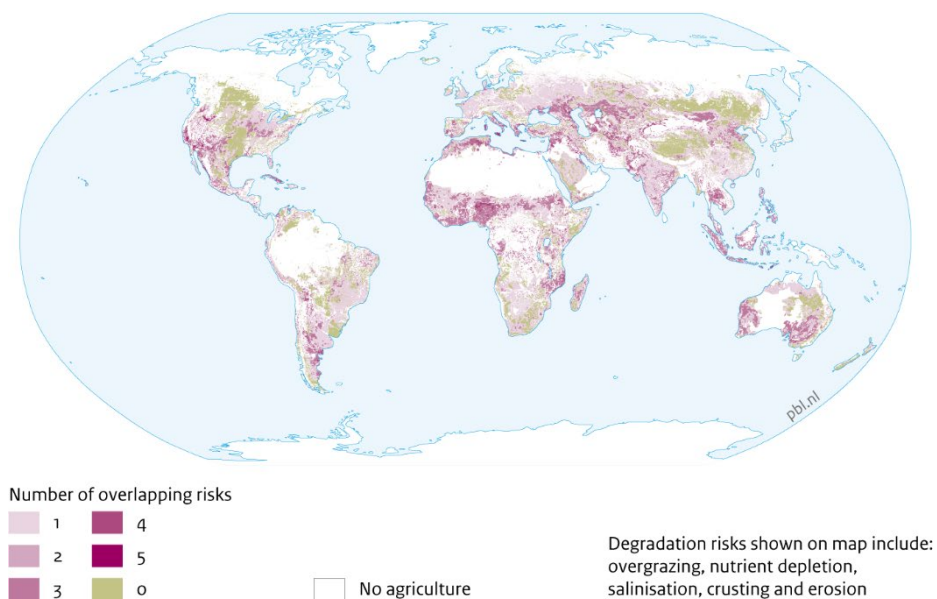 pbl.nl
Number of overlapping risks
1
4
2
5
3
0
No agriculture
Degradation risks shown on map include:
overgrazing, nutrient depletion,
salinisation, crusting and erosion